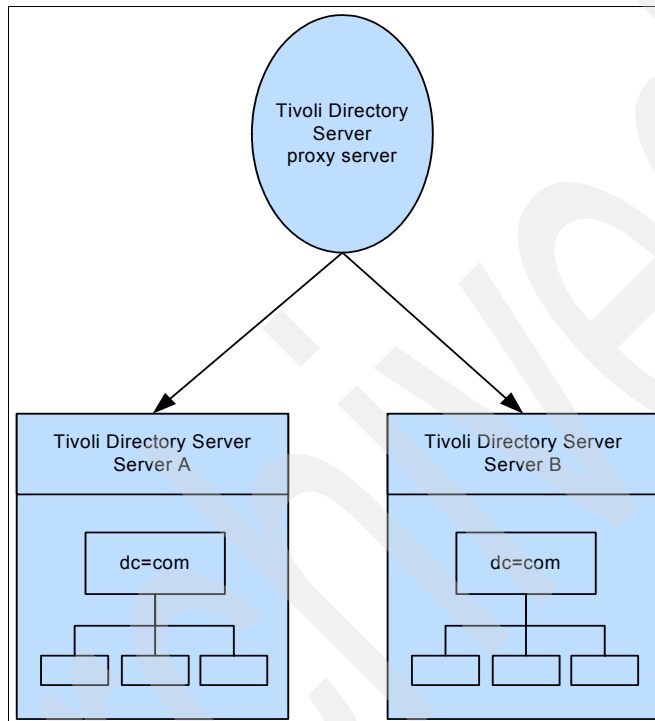 Tivoli Directory
Server
proxy server
Tivoli Directory Server
Server A
Tivoli Directory Server
Server B
dc=com
dc=com